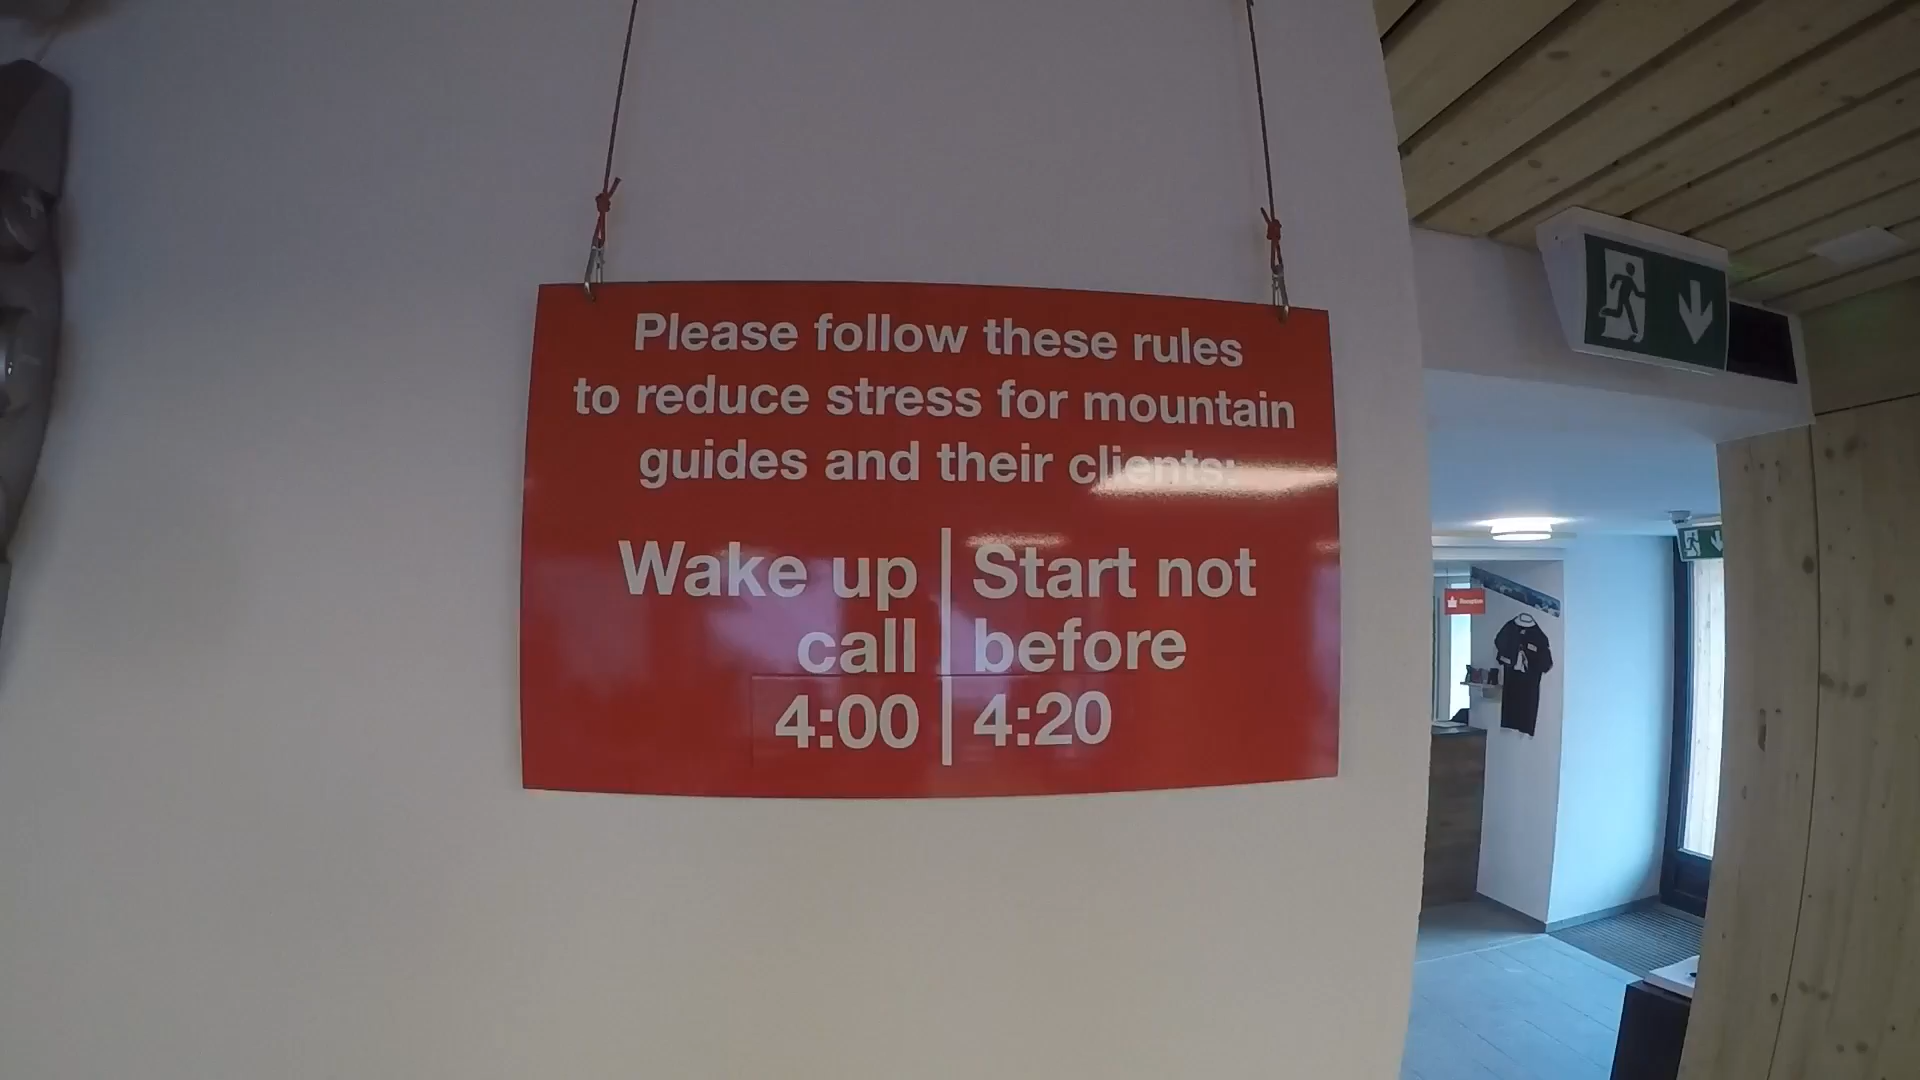 Please follow these rules
to reduce stress for mountain
guides and their clients:
Wake up
call
4:00
Start not
before
4:20
Reception